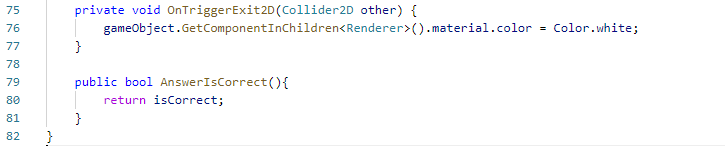 75 private void OnTriggerExit2D(Collider2D other) {
76 gameObject.GetComponentInChildren<Renderer>().material.color = Color.white;
77 }
78
79 public bool AnswerIsCorrect(){
80 return isCorrect;
81 }
82 }